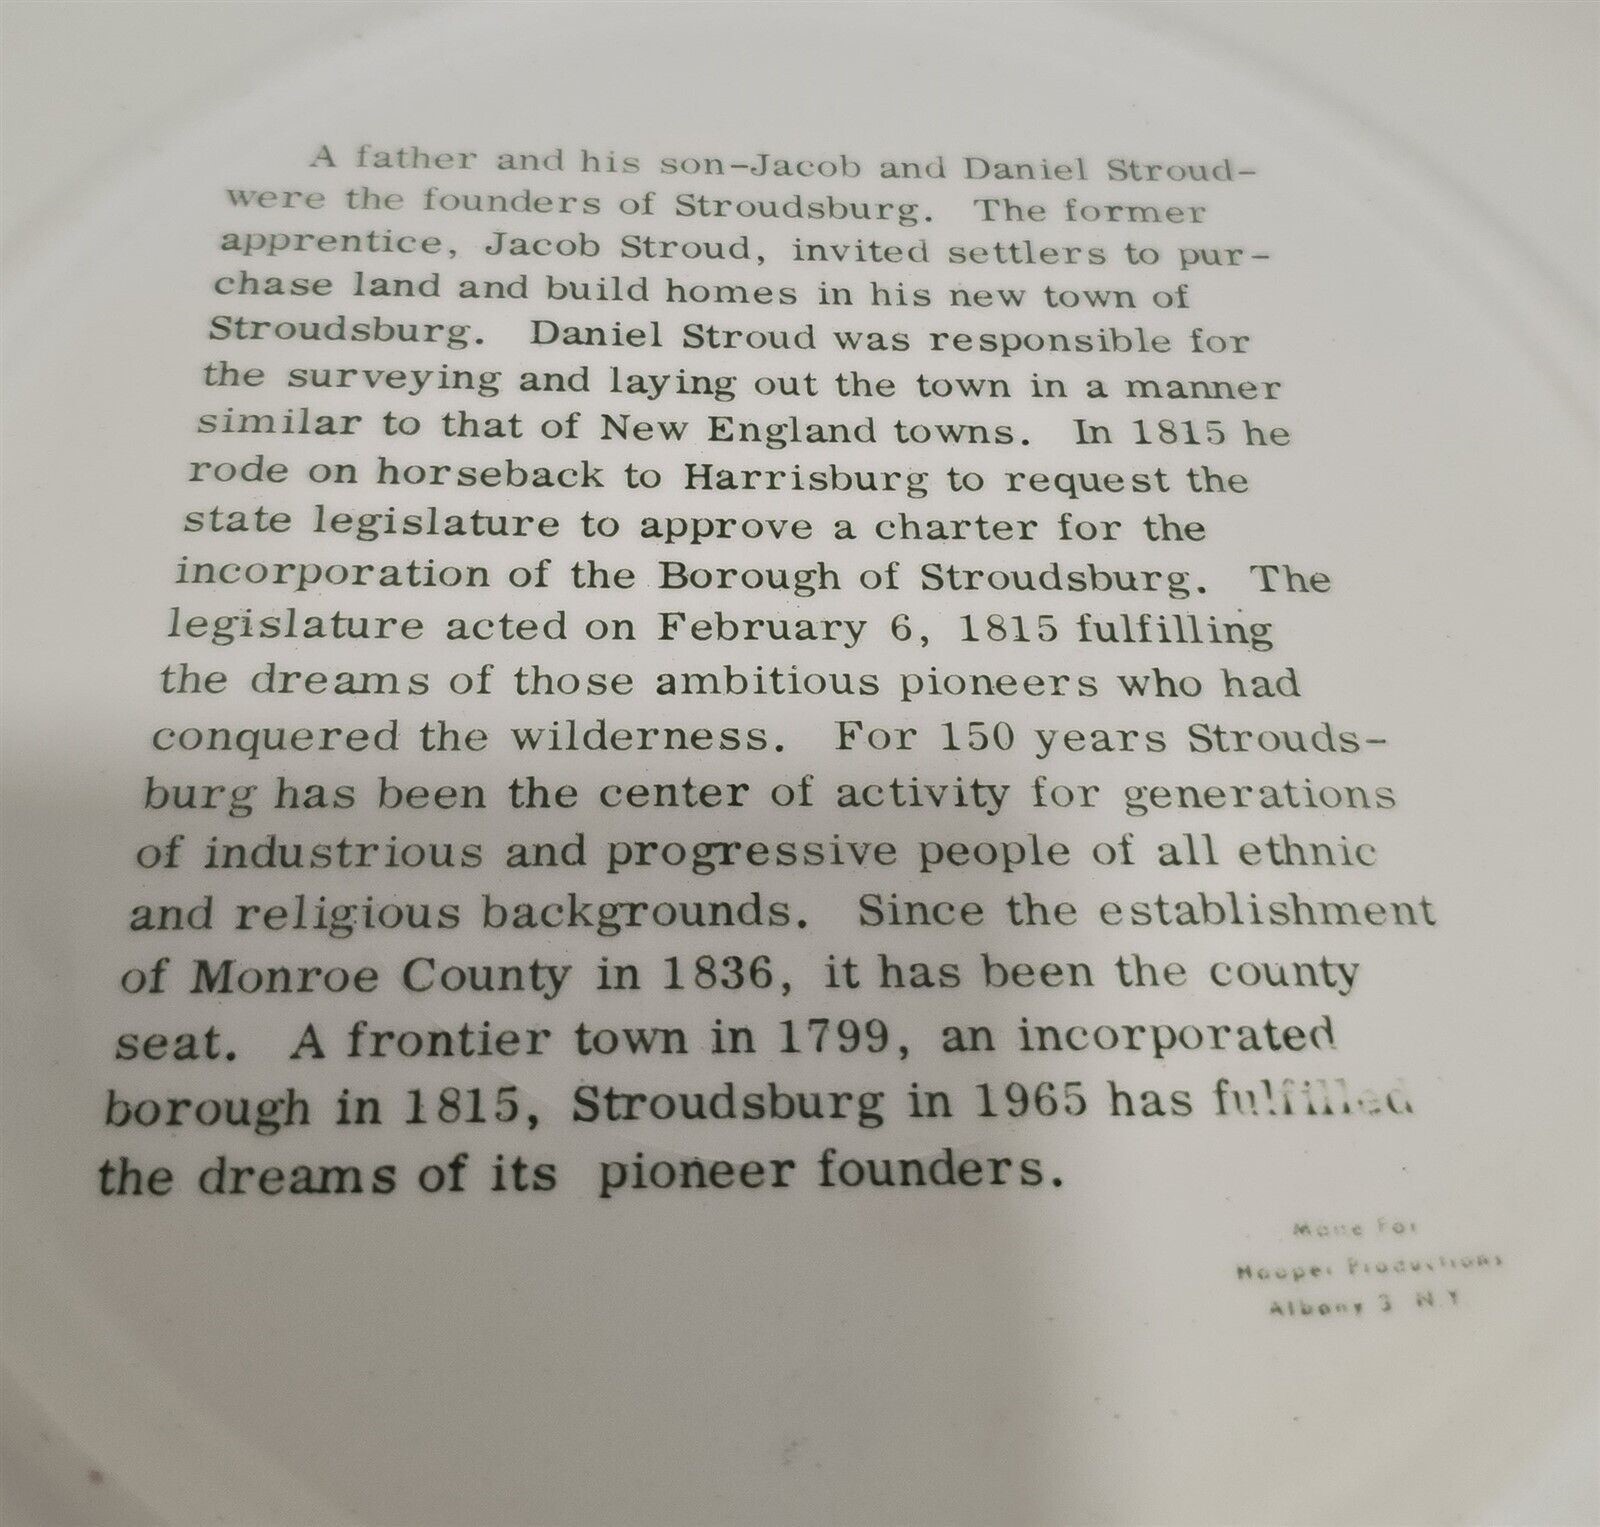 A father and his son-Jacob and Daniel Stroud-
were the founders of Stroudsburg. The former
apprentice, Jacob Stroud, invited settlers to pur-
chase land and build homes in his new town of
Stroudsburg. Daniel Stroud was responsible for
the surveying and laying out the town in a manner
similar to that of New England towns. In 1815 he
rode on horseback to Harrisburg to request the
state legislature to approve a charter for the
incorporation of the Borough of Stroudsburg. The
legislature acted on February 6, 1815 fulfilling
the dreams of those ambitious pioneers who had
conquered the wilderness. For 150 years Strouds-
burg has been the center of activity for generations
of industrious and progressive people of all ethnic
and religious backgrounds. Since the establishment
of Monroe County in 1836, it has been the county
seat. A frontier town in 1799, an incorporated
borough in 1815, Stroudsburg in 1965 has fulfilled
the dreams of its pioneer founders.
Made For
Hooper Productions
Albany 3 N.Y